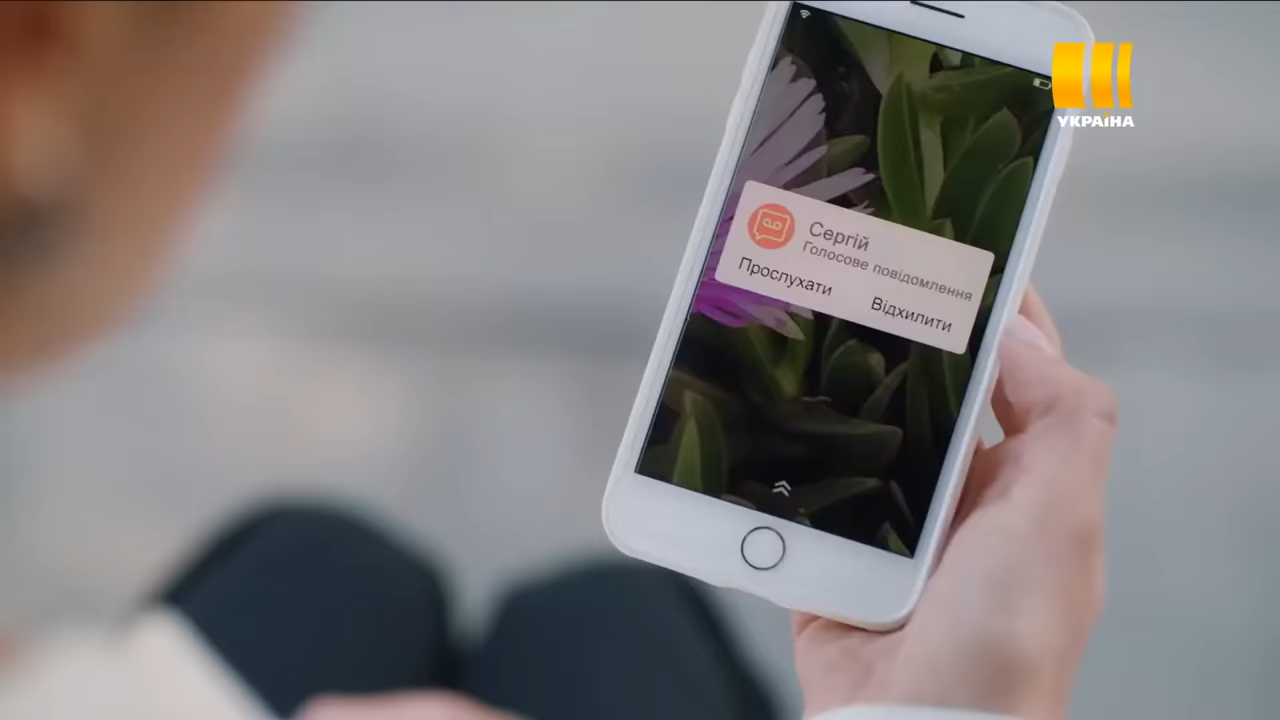 УКРАЇНА
Сергій
Голосове повідомлення
Прослухати
Відхилити